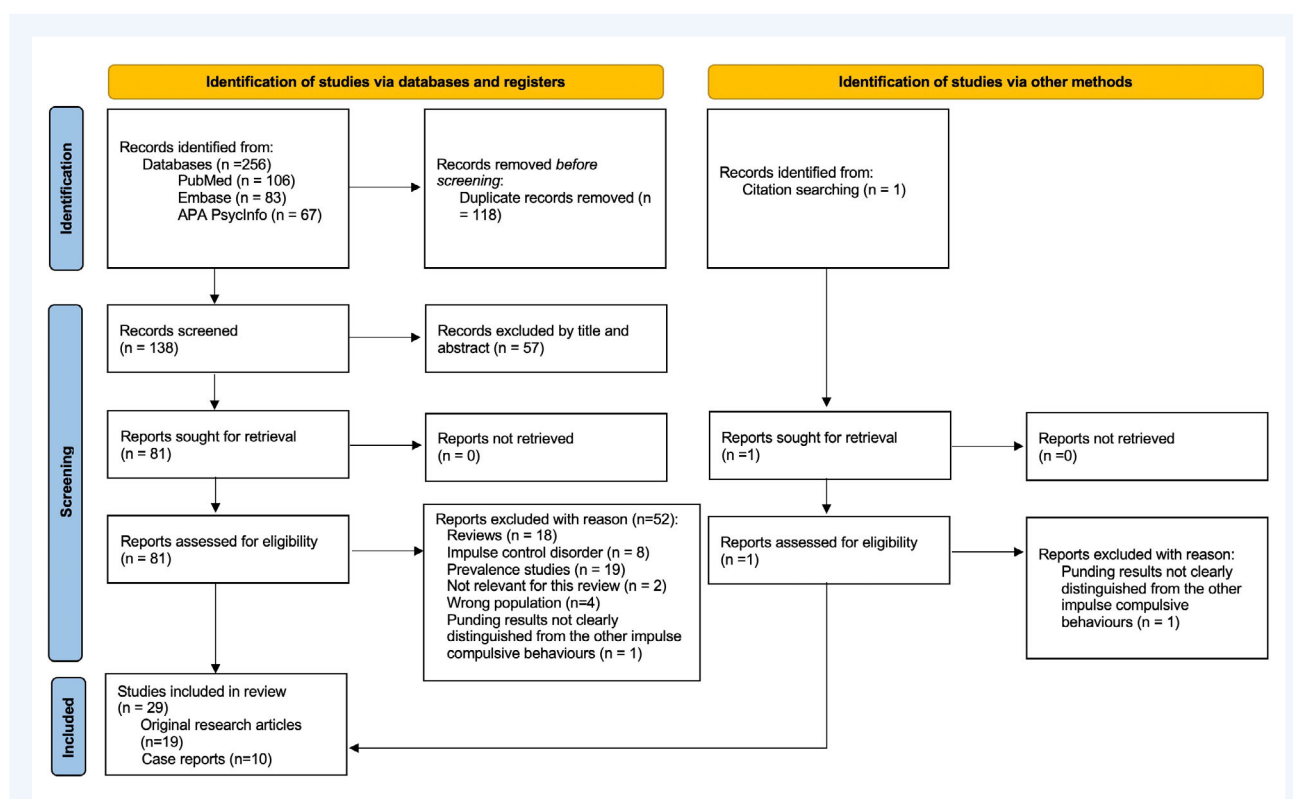 Identification of studies via databases and registers
Identification of studies via other methods
Identification
Records identified from:
Databases (n =256)
PubMed (n = 106)
Embase (n = 83)
APA PsycInfo (n = 67)
Records removed before
screening:
Duplicate records removed (n
= 118)
Records identified from:
Citation searching (n = 1)
Screening
Records screened
(n = 138)
Records excluded by title and
abstract (n = 57)
Reports sought for retrieval
(n = 81)
Reports not retrieved
(n = 0)
Reports sought for retrieval
(n =1)
Reports not retrieved
(n =0)
Reports assessed for eligibility
(n = 81)
Reports excluded with reason (n=52):
Reviews (n = 18)
Impulse control disorder (n = 8)
Prevalence studies (n = 19)
Not relevant for this review (n = 2)
Wrong population (n=4)
Punding results not clearly
distinguished from the other impulse
compulsive behaviours (n = 1)
Reports assessed for eligibility
(n =1)
Reports excluded with reason:
Punding results not clearly
distinguished from the other
impulse compulsive
behaviours (n = 1)
Included
Studies included in review
(n = 29)
Original research articles
(n=19)
Case reports (n=10)